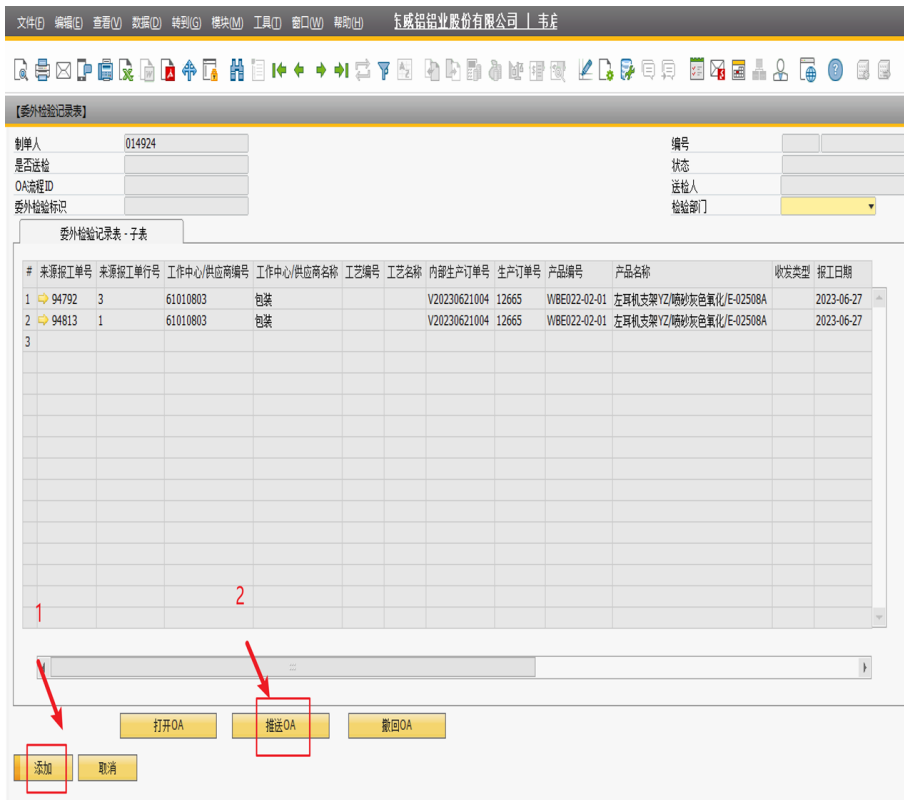 文件(F) 编辑(E) 查看(V) 数据(D) 转到(G) 模块(M) 工具(T) 窗口(W) 帮助(H) 东威铝铝业股份有限公司 | 韦启
【委外检验记录表】
制单人 014924 编号
是否送检 状态
OA流程ID 送检人
委外检验标识 检验部门
委外检验记录表 - 子表
# 来源报工单号 来源报工单行号 工作中心/供应商编号 工作中心/供应商名称 工艺编号 工艺名称 内部生产订单号 生产订单号 产品编号 产品名称 收发类型 报工日期
1 94792 3 61010803 包装 V20230621004 12665 WBE022-02-01 左耳机支架YZ/喷砂灰色氧化/E-02508A 2023-06-27
2 94813 1 61010803 包装 V20230621004 12665 WBE022-02-01 左耳机支架YZ/喷砂灰色氧化/E-02508A 2023-06-27
3
1 2
打开OA 推送OA 撤回OA
添加 取消